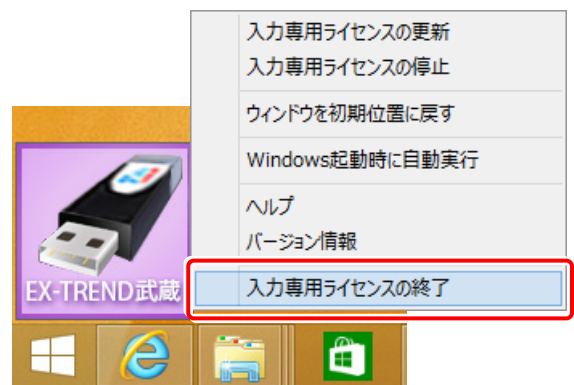 入力専用ライセンスの更新
入力専用ライセンスの停止
ウィンドウを初期位置に戻す
Windows起動時に自動実行
ヘルプ
バージョン情報
入力専用ライセンスの終了
EX-TREND武蔵